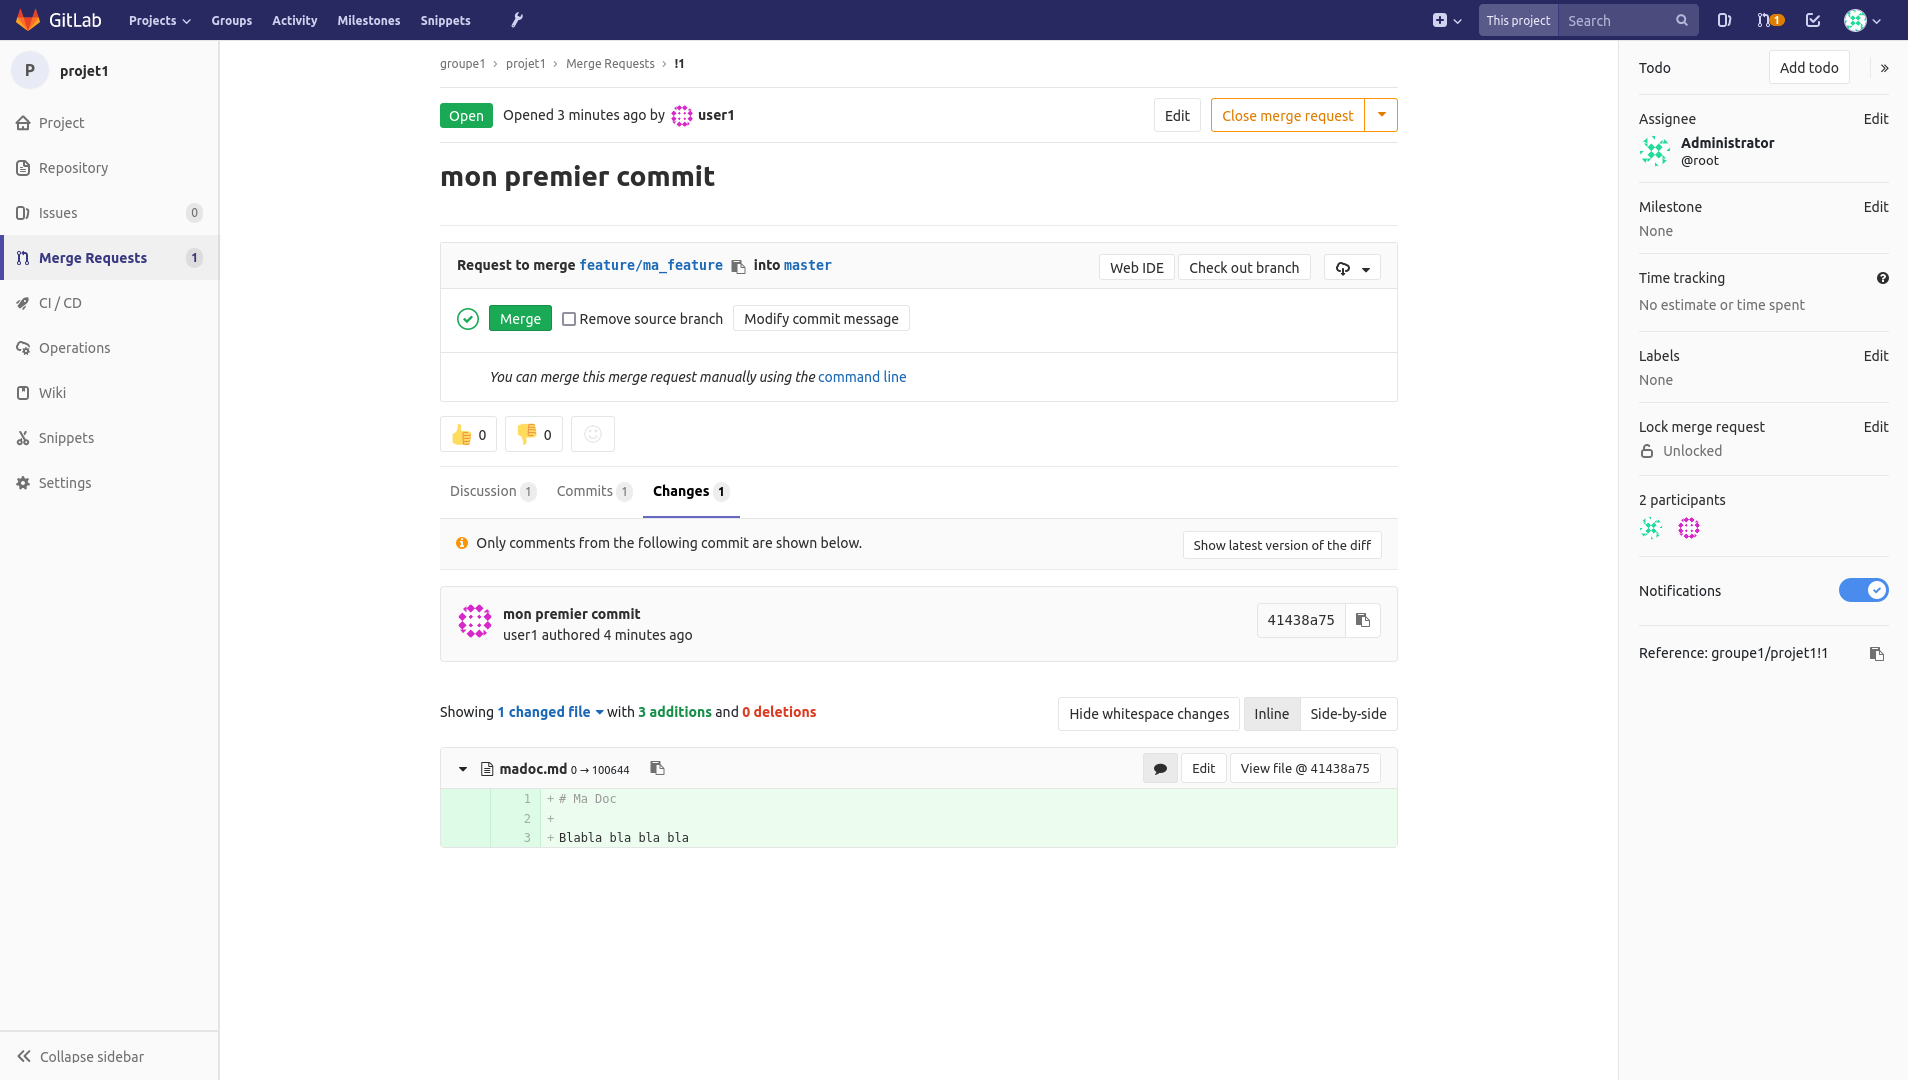 GitLab Projects Groups Activity Milestones Snippets This project Search 1
P projet1
Project
Repository
Issues 0
Merge Requests 1
CI / CD
Operations
Wiki
Snippets
Settings
Collapse sidebar
groupe1 › projet1 › Merge Requests › !1
Open Opened 3 minutes ago by user1 Edit Close merge request
mon premier commit
Request to merge feature/ma_feature into master Web IDE Check out branch
Merge Remove source branch Modify commit message
You can merge this merge request manually using the command line
0 0
Discussion 1 Commits 1 Changes 1
Only comments from the following commit are shown below. Show latest version of the diff
mon premier commit
user1 authored 4 minutes ago
41438a75
Showing 1 changed file with 3 additions and 0 deletions Hide whitespace changes Inline Side-by-side
madoc.md 0 → 100644 Edit View file @ 41438a75
1 + # Ma Doc
2 +
3 + Blabla bla bla bla
Todo Add todo »
Assignee Edit
Administrator
@root
Milestone Edit
None
Time tracking ?
No estimate or time spent
Labels Edit
None
Lock merge request Edit
Unlocked
2 participants
Notifications
Reference: groupe1/projet1!1